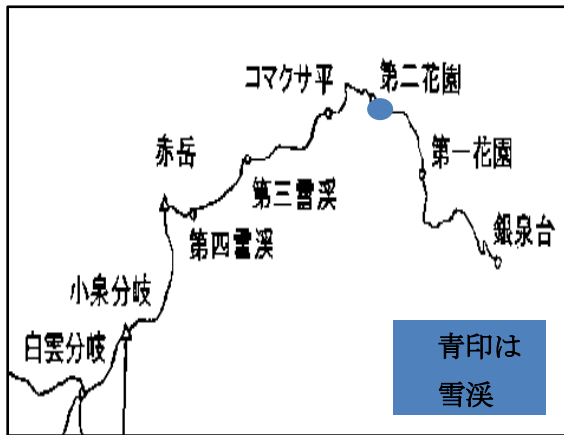 コマクサ平
第二花園
赤岳
第一花園
第三雪渓
第四雪渓
銀泉台
小泉分岐
白雲分岐
青印は
雪渓